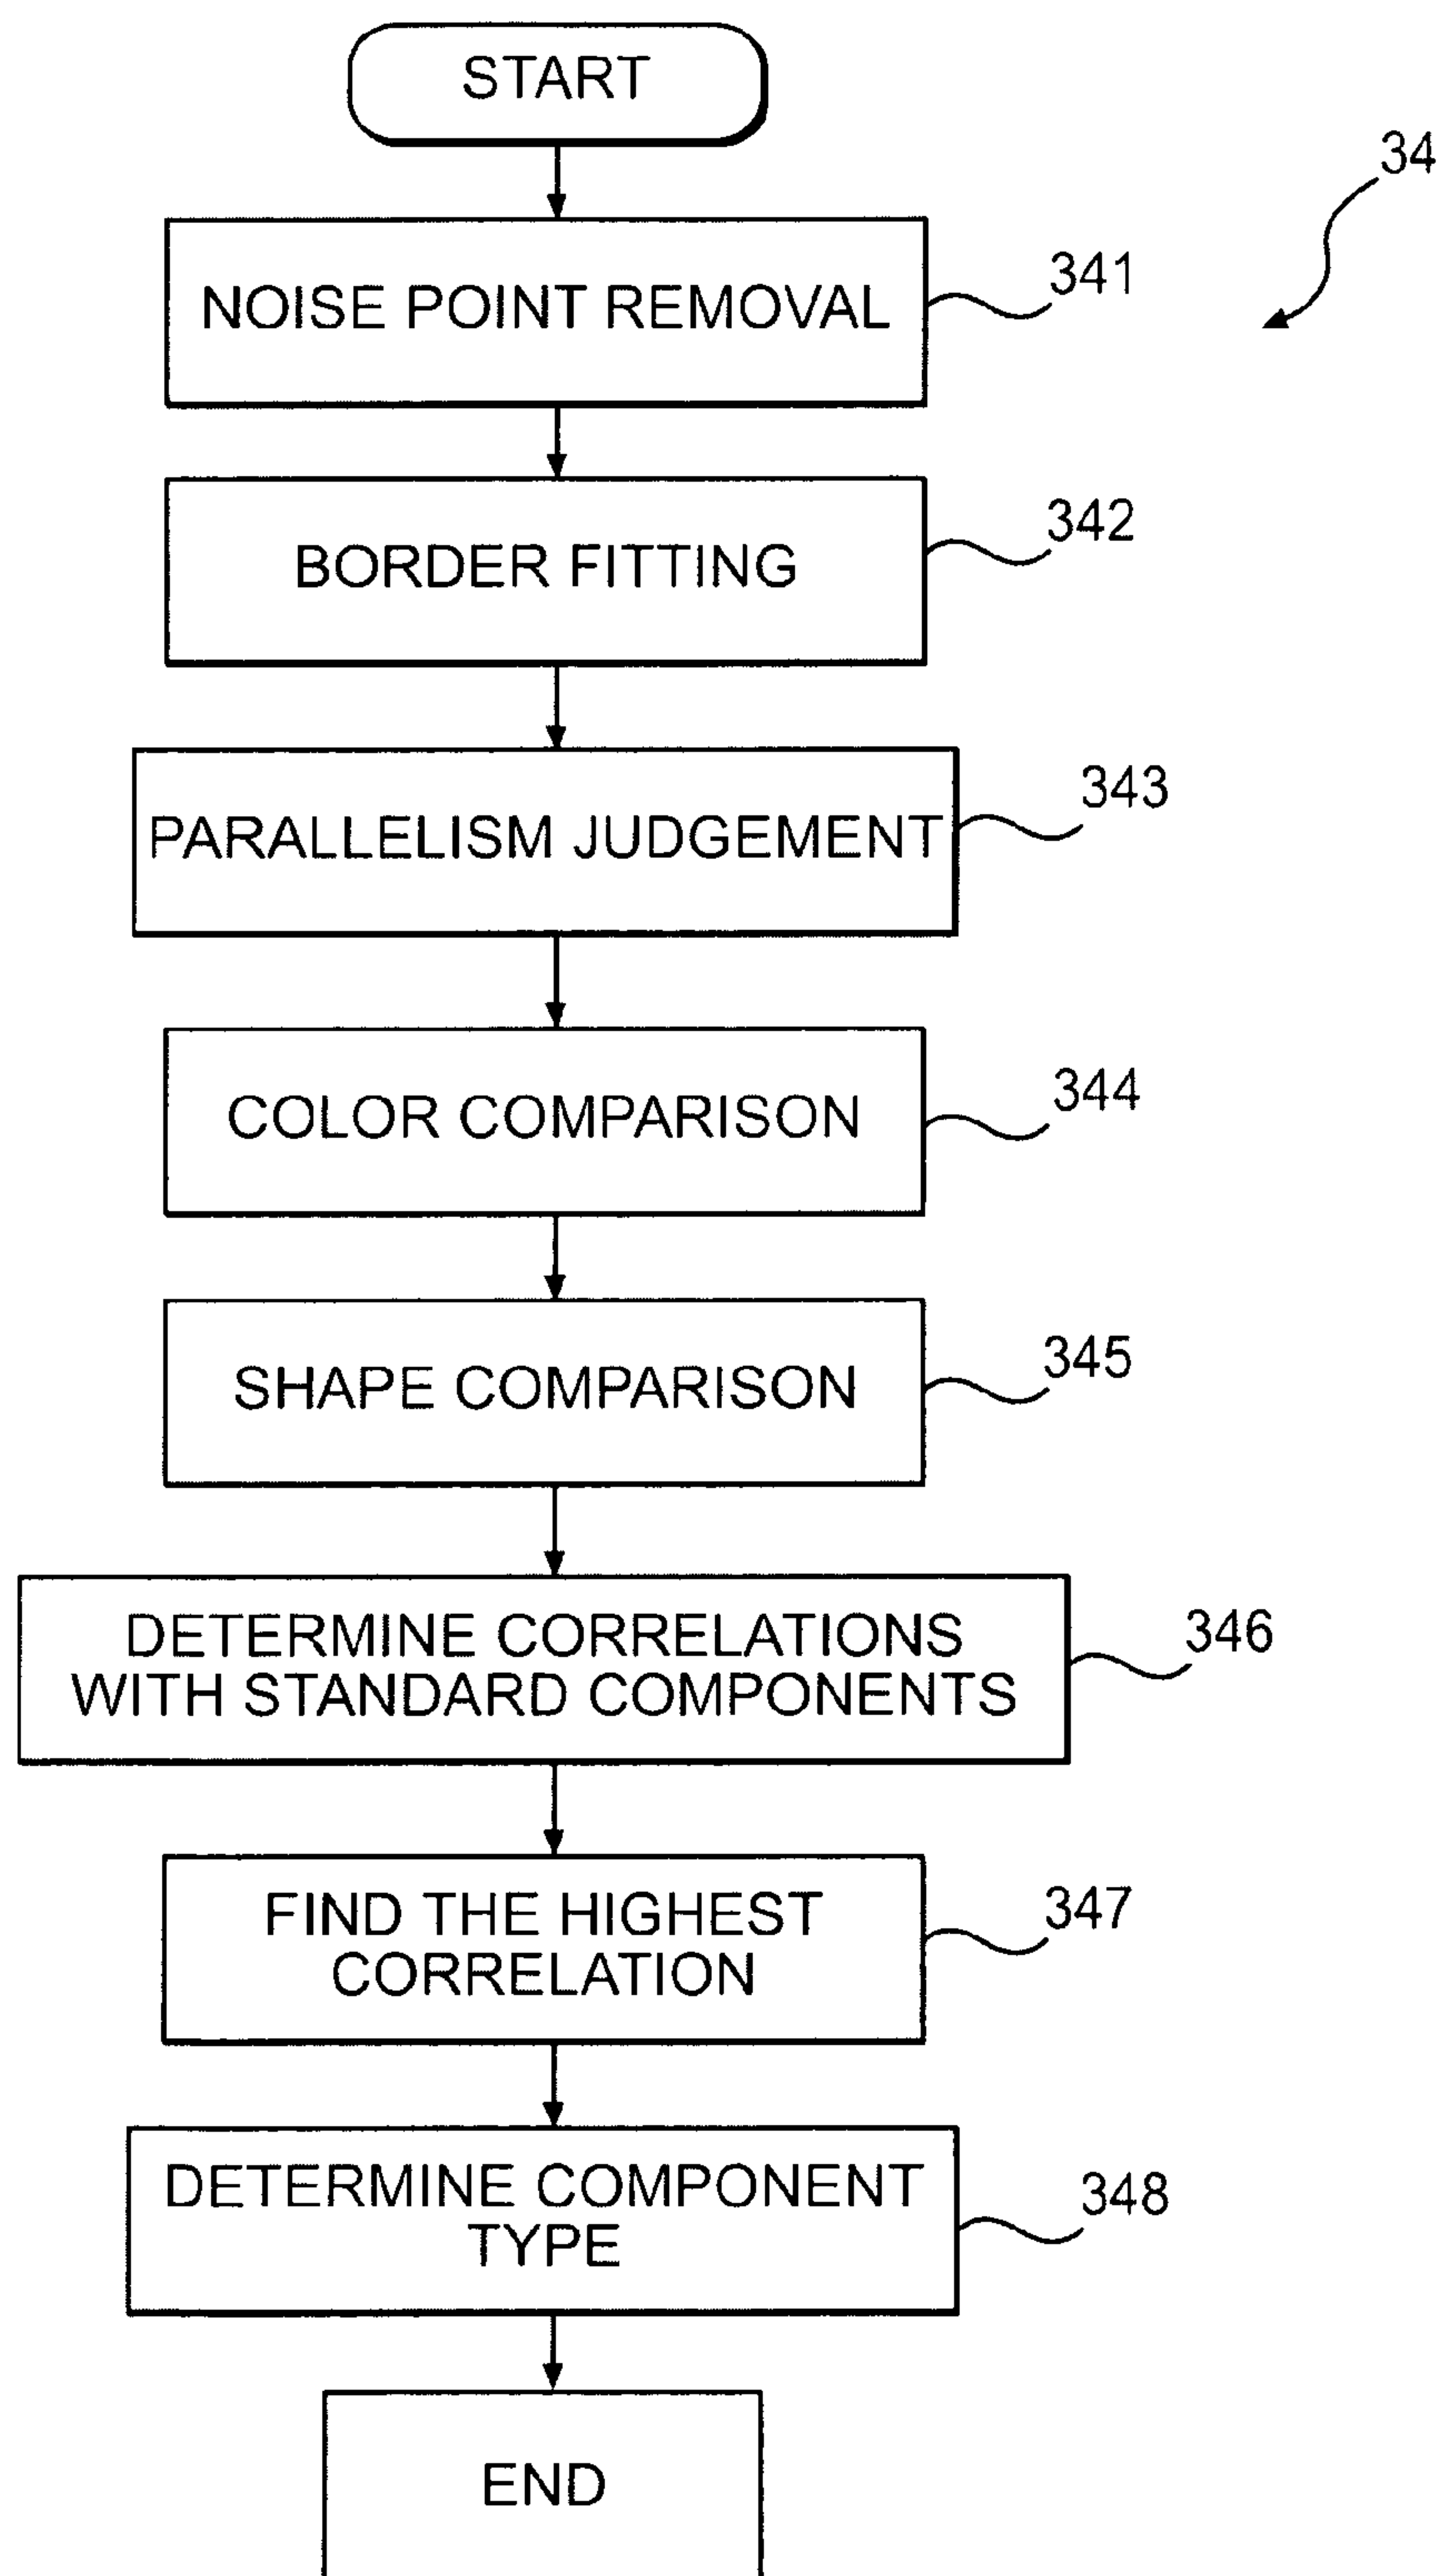 START
34
NOISE POINT REMOVAL
341
BORDER FITTING
342
PARALLELISM JUDGEMENT
343
COLOR COMPARISON
344
SHAPE COMPARISON
345
DETERMINE CORRELATIONS
WITH STANDARD COMPONENTS
346
FIND THE HIGHEST
CORRELATION
347
DETERMINE COMPONENT
TYPE
348
END